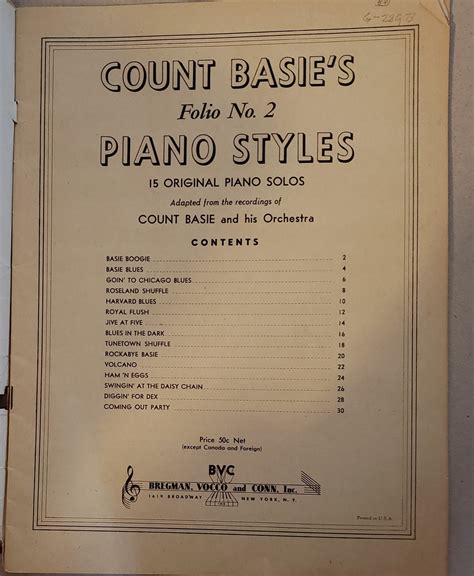 COUNT BASIE'S
Folio No. 2
PIANO STYLES
15 ORIGINAL PIANO SOLOS
Adapted from the recordings of
COUNT BASIE and his Orchestra
CONTENTS
BASIE BOOGIE 2
BASIE BLUES 4
GOIN' TO CHICAGO BLUES 6
ROSELAND SHUFFLE 8
HARVARD BLUES 10
ROYAL FLUSH 12
JIVE AT FIVE 14
BLUES IN THE DARK 16
TUNETOWN SHUFFLE 18
ROCKABYE BASIE 20
VOLCANO 22
HAM 'N EGGS 24
SWINGIN' AT THE DAISY CHAIN 26
DIGGIN' FOR DEX 28
COMING OUT PARTY 30
Price 50c Net
(except Canada and Foreign)
BVC
BREGMAN, VOCCO and CONN, Inc.
1619 BROADWAY NEW YORK, N.Y.
Printed in U.S.A.